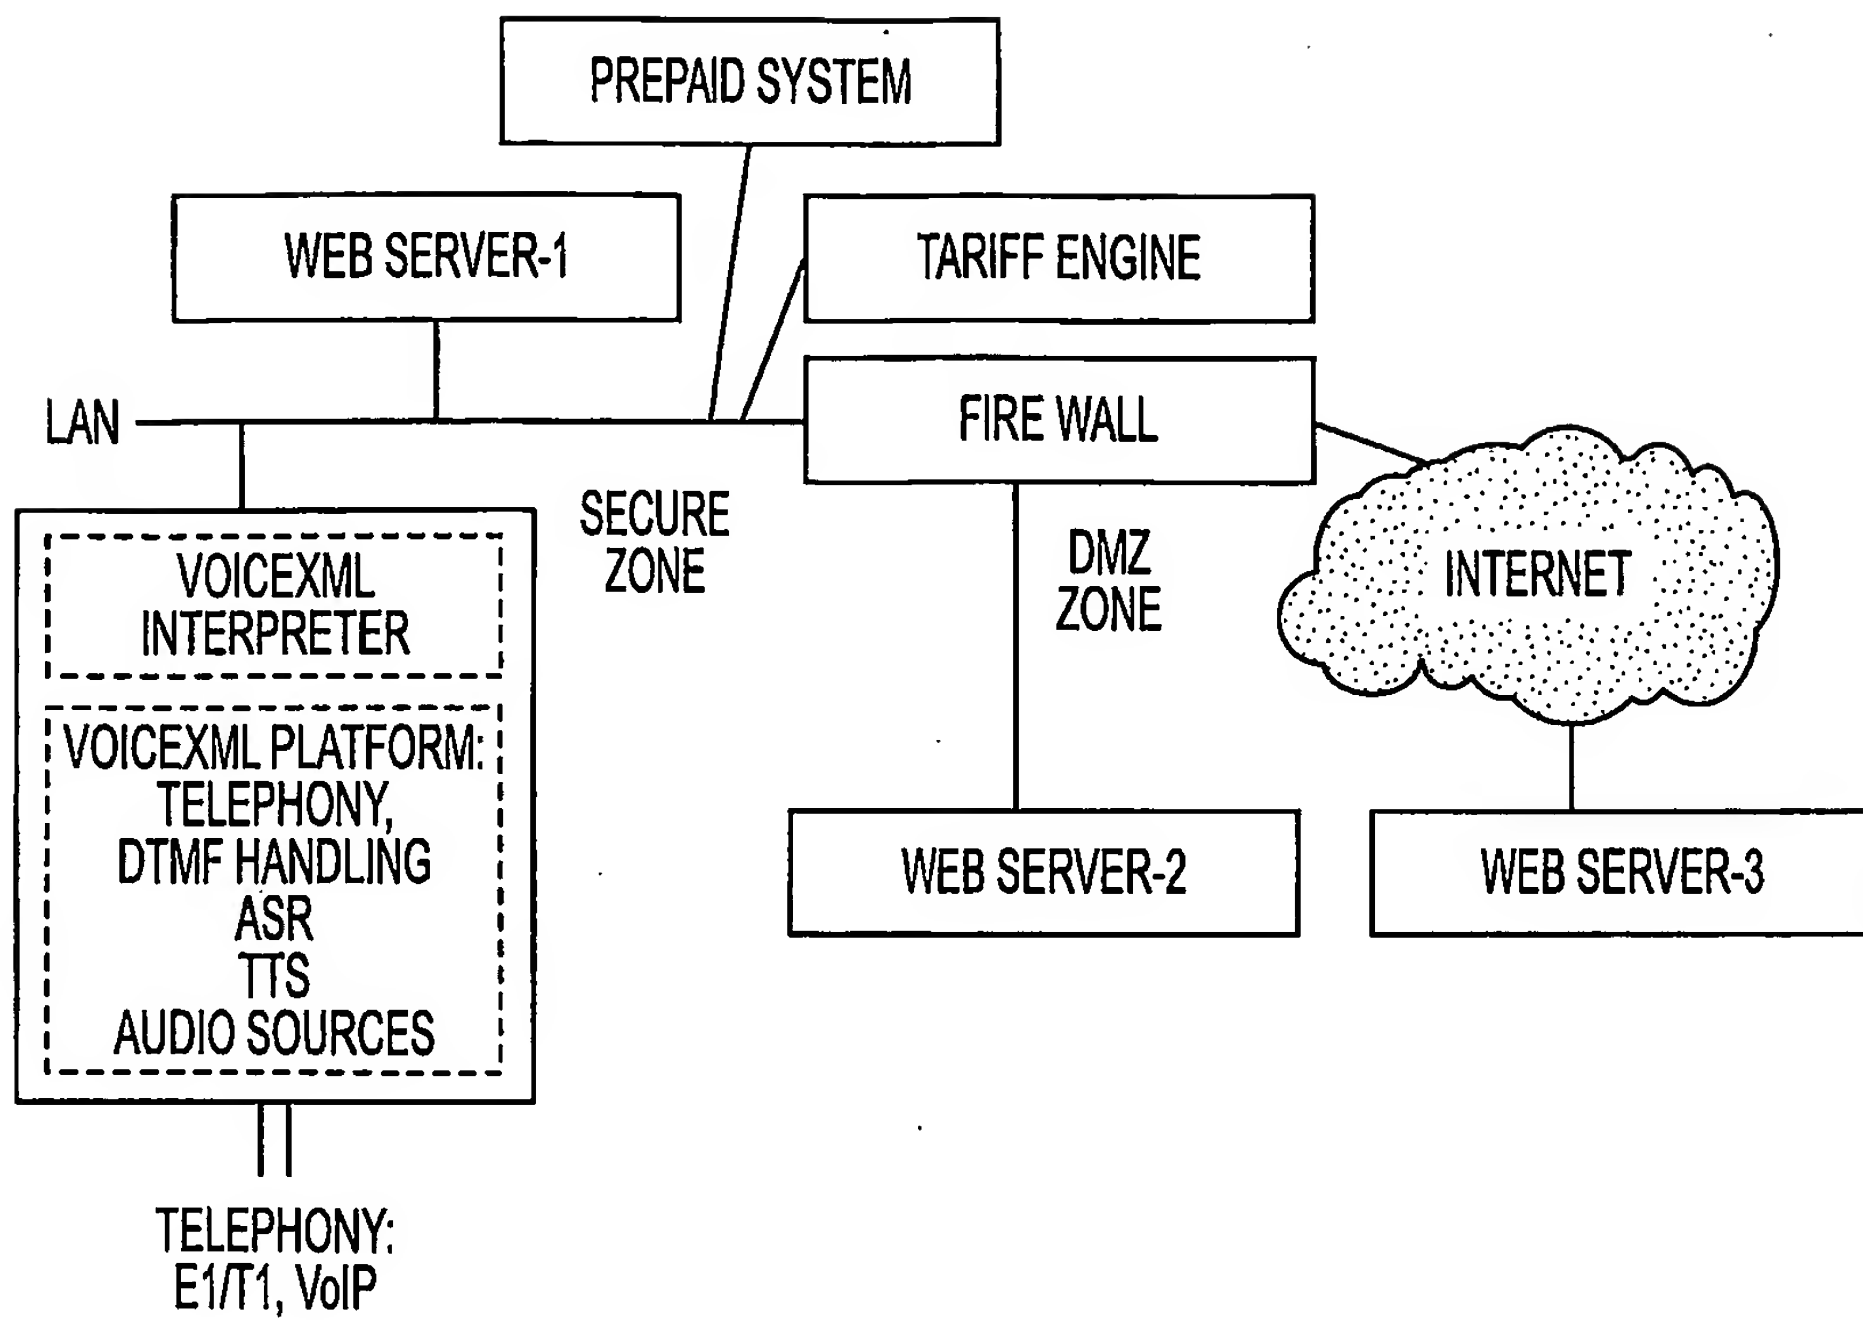 PREPAID SYSTEM
WEB SERVER-1
TARIFF ENGINE
LAN
FIRE WALL
SECURE
ZONE
DMZ
ZONE
INTERNET
VOICEXML
INTERPRETER
VOICEXML PLATFORM:
TELEPHONY,
DTMF HANDLING
ASR
TTS
AUDIO SOURCES
WEB SERVER-2
WEB SERVER-3
TELEPHONY:
E1/T1, VoIP